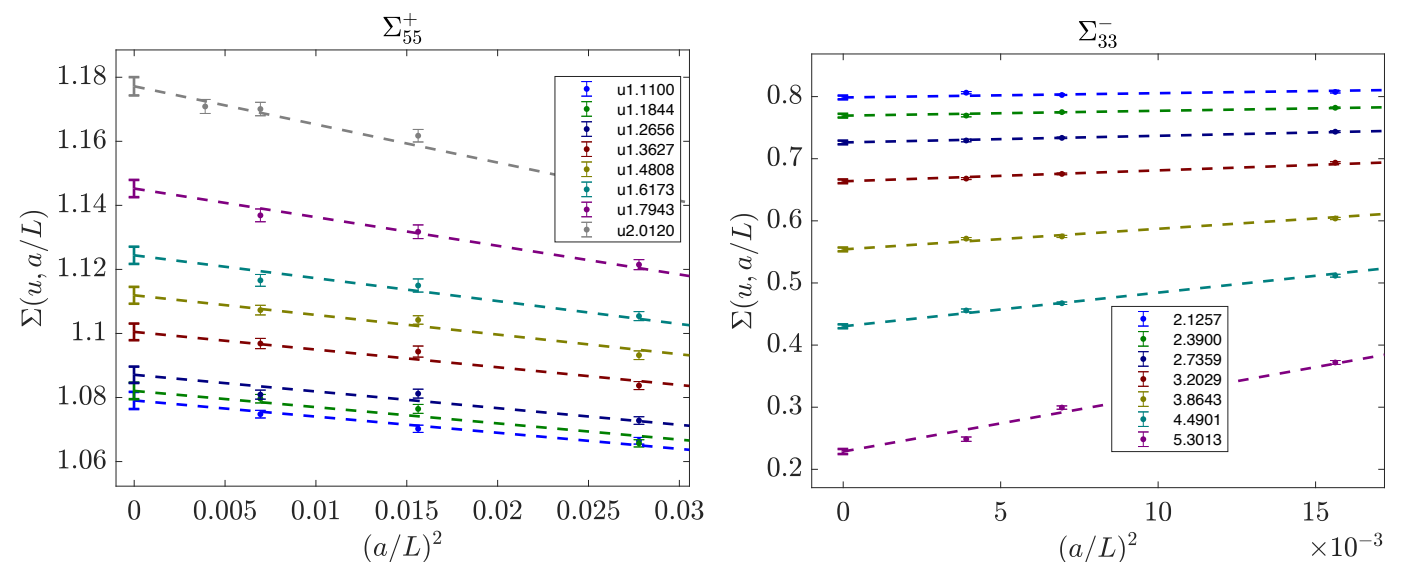 Σ⁺₅₅
Σ(u, a/L)
1.18
1.16
1.14
1.12
1.1
1.08
1.06
u1.1100
u1.1844
u1.2656
u1.3627
u1.4808
u1.6173
u1.7943
u2.0120
0 0.005 0.01 0.015 0.02 0.025 0.03
(a/L)²
Σ⁻₃₃
Σ(u, a/L)
0.8
0.7
0.6
0.5
0.4
0.3
0.2
2.1257
2.3900
2.7359
3.2029
3.8643
4.4901
5.3013
0 5 10 15
(a/L)² ×10⁻³